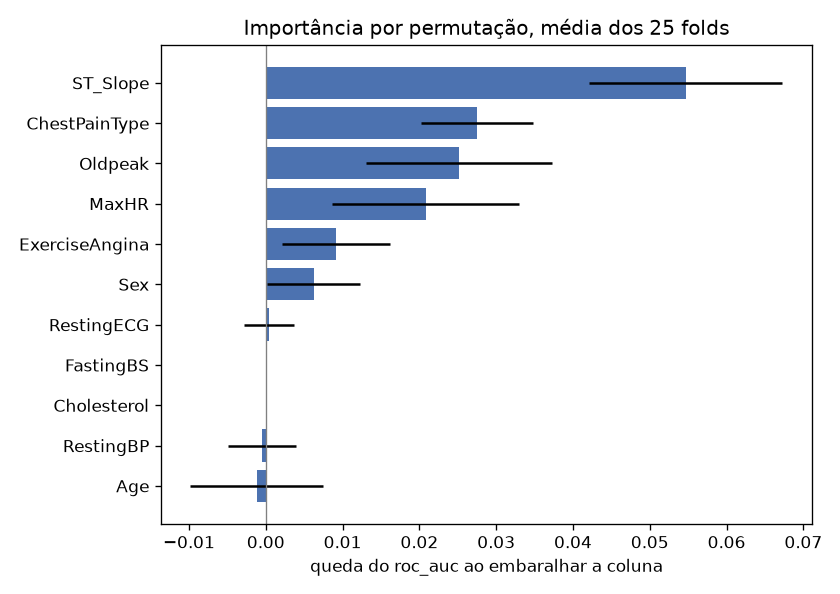 Importância por permutação, média dos 25 folds
ST_Slope
ChestPainType
Oldpeak
MaxHR
ExerciseAngina
Sex
RestingECG
FastingBS
Cholesterol
RestingBP
Age
−0.01 0.00 0.01 0.02 0.03 0.04 0.05 0.06 0.07
queda do roc_auc ao embaralhar a coluna